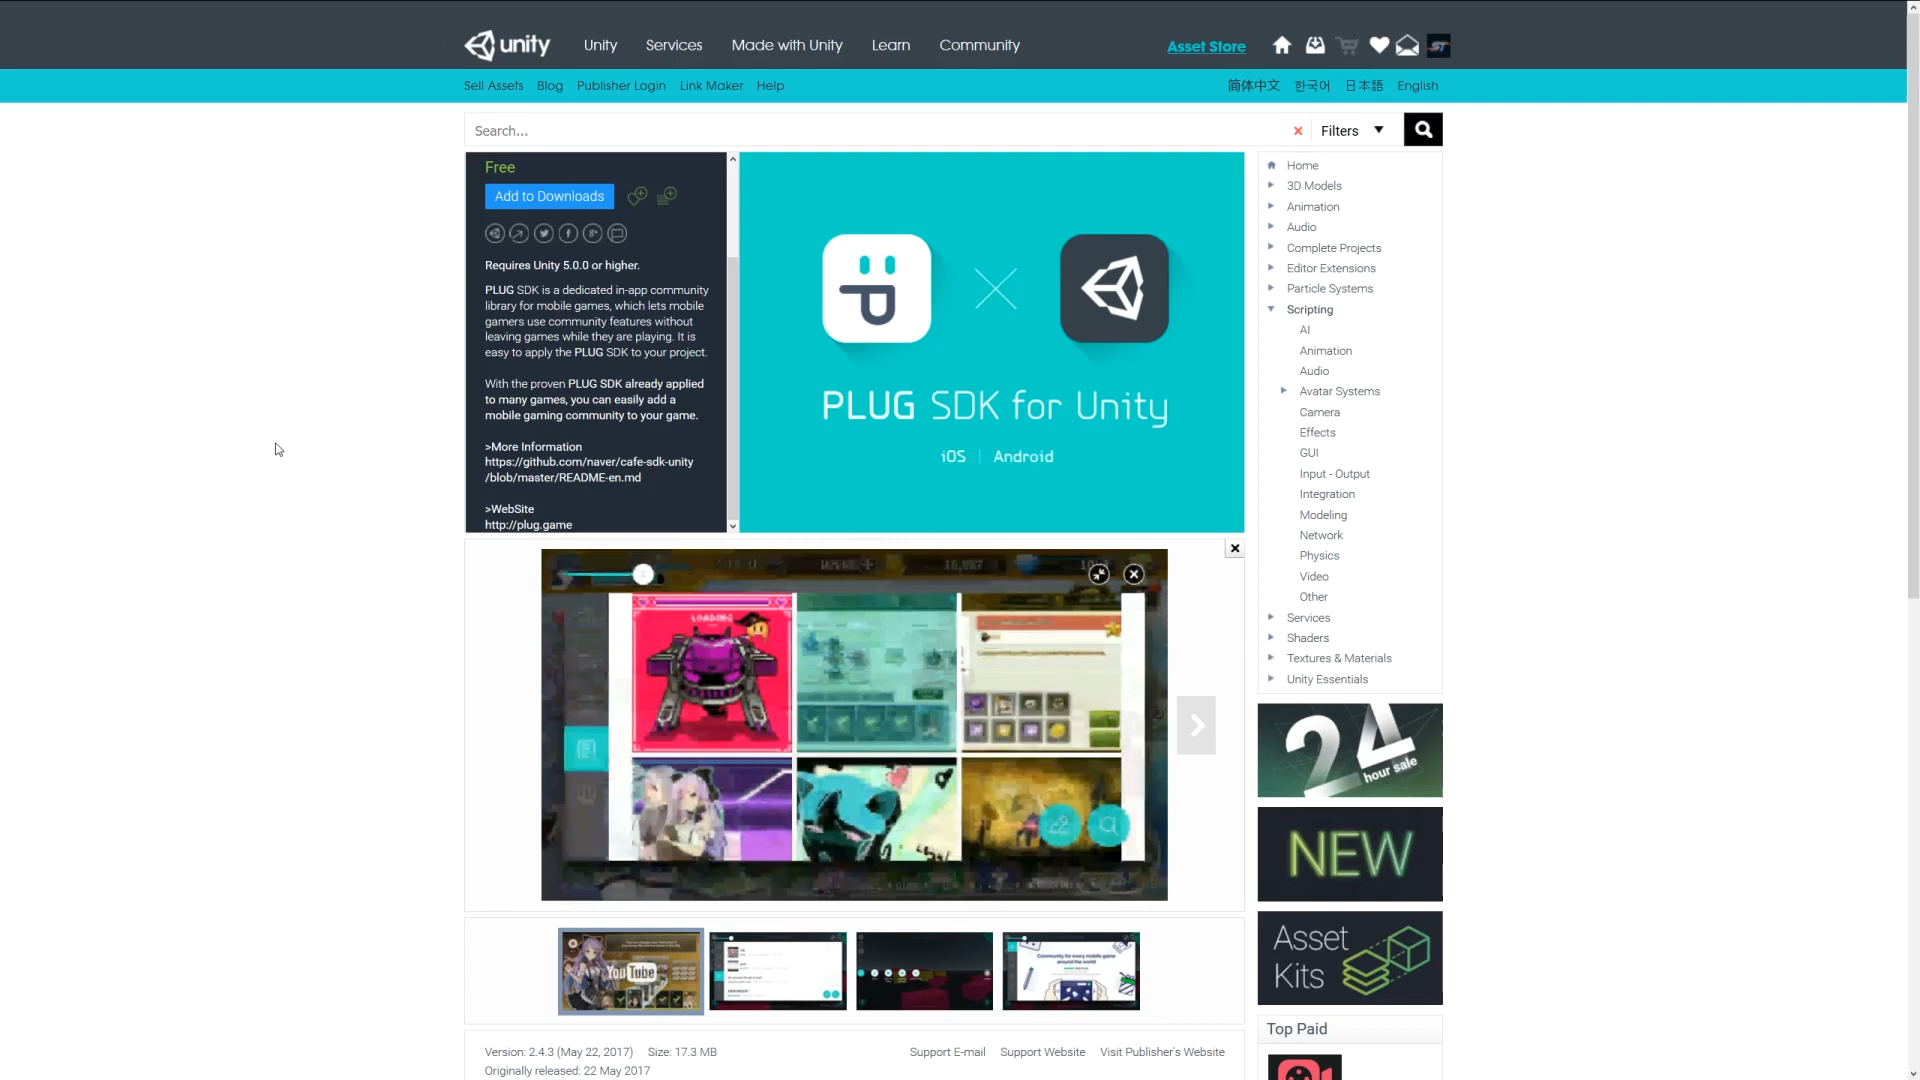 unity
Unity Services Made with Unity Learn Community Asset Store
Sell Assets Blog Publisher Login Link Maker Help 简体中文 한국어 日本語 English
Search... Filters
Free
Add to Downloads
Requires Unity 5.0.0 or higher.
PLUG SDK is a dedicated in-app community
library for mobile games, which lets mobile
gamers use community features without
leaving games while they are playing. It is
easy to apply the PLUG SDK to your project.
With the proven PLUG SDK already applied
to many games, you can easily add a
mobile gaming community to your game.
>More Information
https://github.com/naver/cafe-sdk-unity
/blob/master/README-en.md
>WebSite
http://plug.game
PLUG SDK for Unity
iOS | Android
Home
3D Models
Animation
Audio
Complete Projects
Editor Extensions
Particle Systems
Scripting
AI
Animation
Audio
Avatar Systems
Camera
Effects
GUI
Input - Output
Integration
Modeling
Network
Physics
Video
Other
Services
Shaders
Textures & Materials
Unity Essentials
LOADING
24
hour sale
NEW
Asset
Kits
Top Paid
YouTube
Community for every mobile game
around the world
Version: 2.4.3 (May 22, 2017) Size: 17.3 MB
Originally released: 22 May 2017
Support E-mail Support Website Visit Publisher's Website